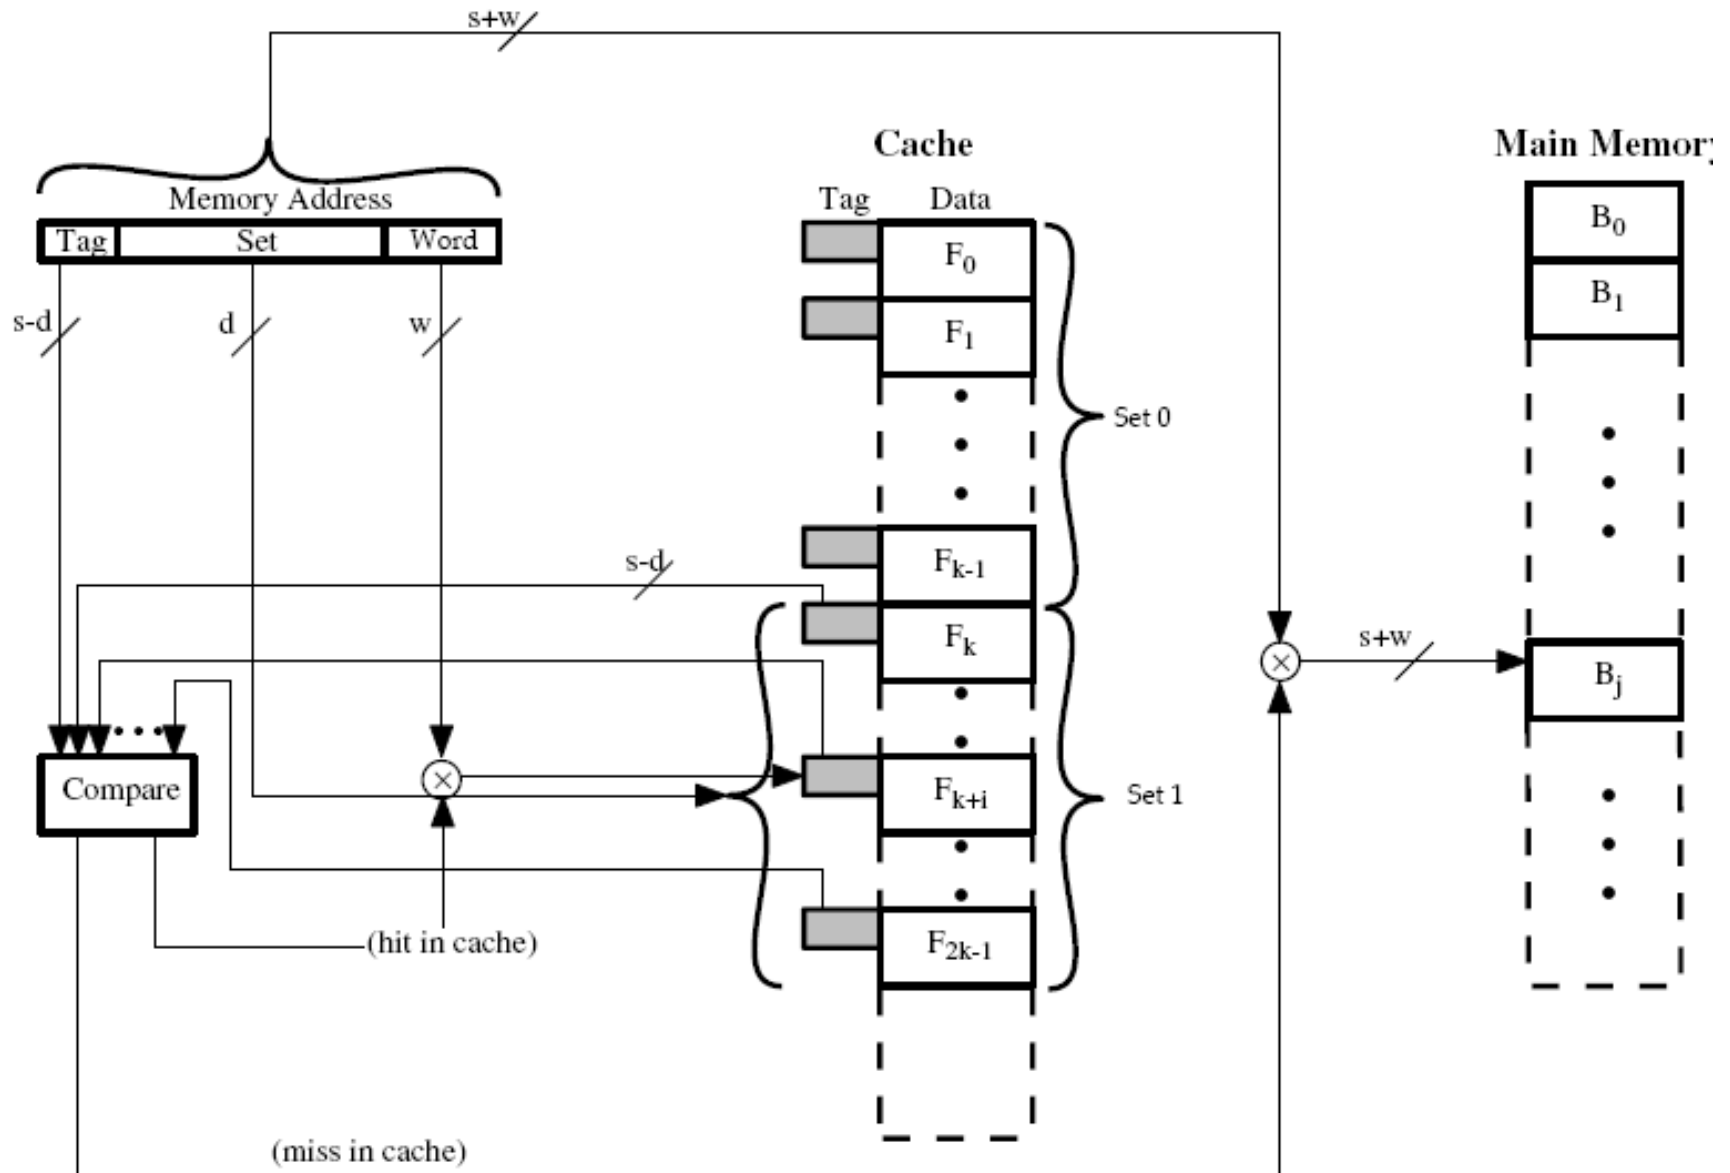 s+w
Cache
Main Memory
Memory Address
Tag Set Word
Tag Data
s-d
d
w
F0
F1
Set 0
Fk-1
s-d
Fk
Fk+i
Set 1
F2k-1
Compare
(hit in cache)
(miss in cache)
s+w
B0
B1
Bj